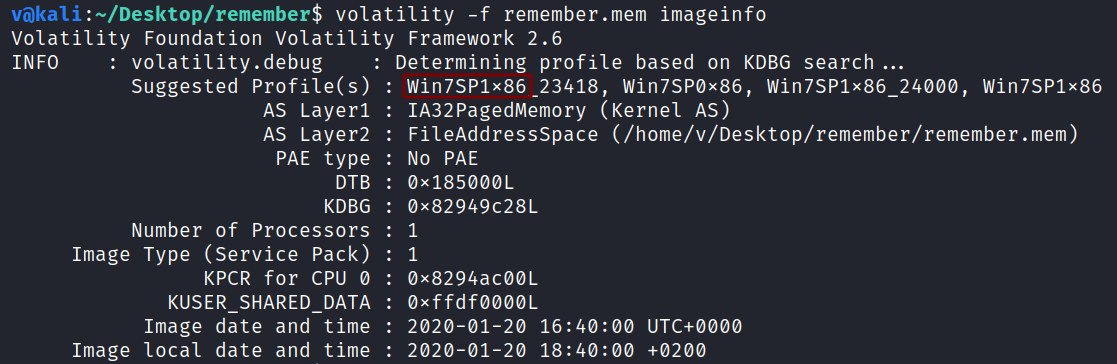 v@kali:~/Desktop/remember$ volatility -f remember.mem imageinfo
Volatility Foundation Volatility Framework 2.6
INFO    : volatility.debug    : Determining profile based on KDBG search...
          Suggested Profile(s) : Win7SP1x86_23418, Win7SP0x86, Win7SP1x86_24000, Win7SP1x86
                     AS Layer1 : IA32PagedMemory (Kernel AS)
                     AS Layer2 : FileAddressSpace (/home/v/Desktop/remember/remember.mem)
                      PAE type : No PAE
                           DTB : 0x185000L
                          KDBG : 0x82949c28L
          Number of Processors : 1
     Image Type (Service Pack) : 1
                KPCR for CPU 0 : 0x8294ac00L
             KUSER_SHARED_DATA : 0xffdf0000L
           Image date and time : 2020-01-20 16:40:00 UTC+0000
     Image local date and time : 2020-01-20 18:40:00 +0200